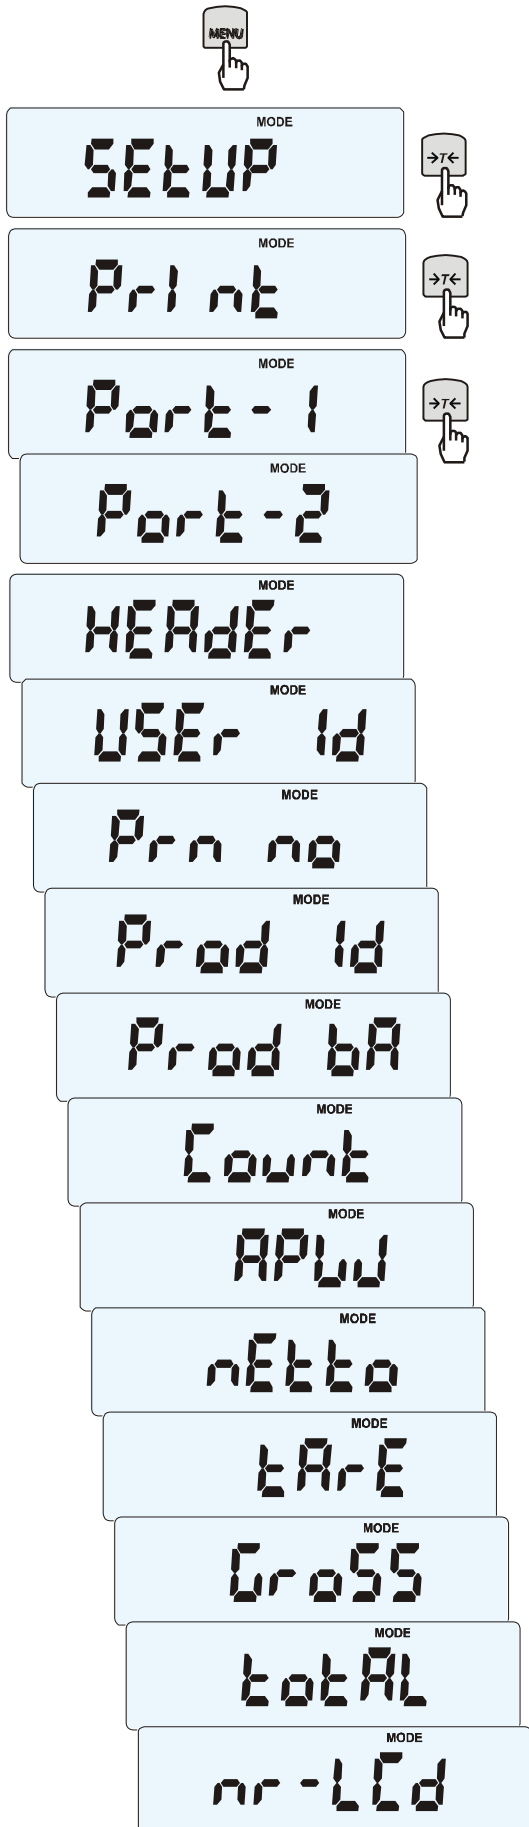 MENU
MODE
SEtUP
→T←
MODE
PrInt
→T←
MODE
Port-1
→T←
MODE
Port-2
MODE
HEAdEr
MODE
USEr Id
MODE
Prn no
MODE
Prod Id
MODE
Prod bA
MODE
Count
MODE
APW
MODE
nEtto
MODE
tArE
MODE
GroSS
MODE
totAL
MODE
nr-LCd